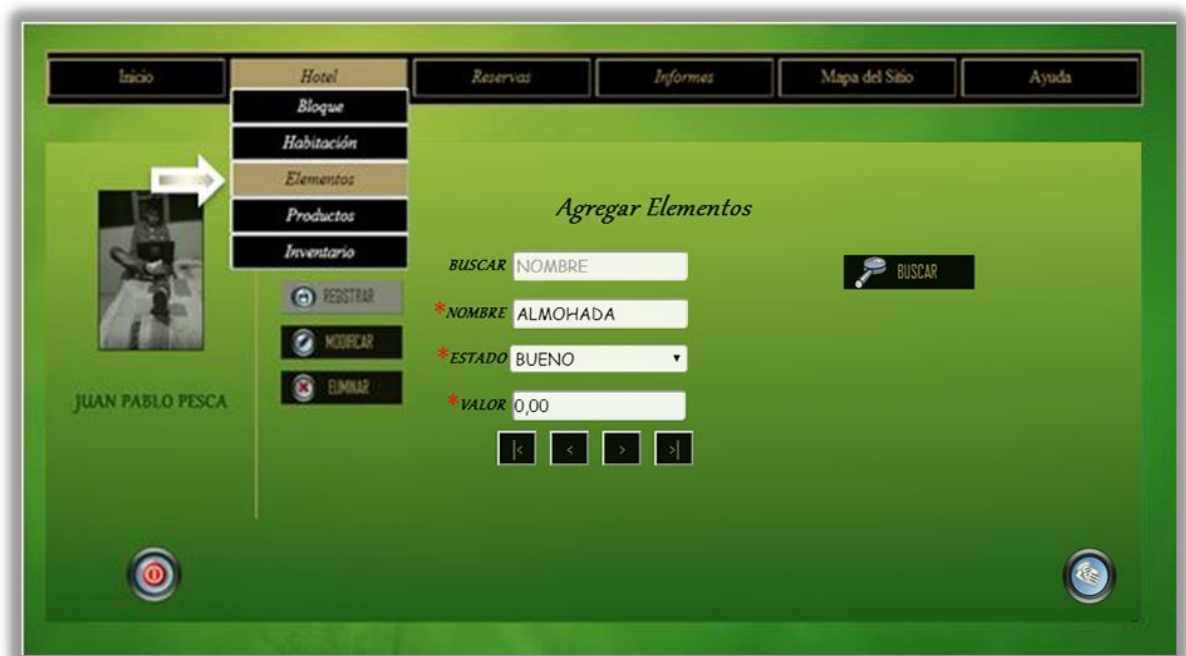 Inicio Hotel Reservas Informes Mapa del Sitio Ayuda
Bloque
Habitación
Elementos
Productos
Inventario
Agregar Elementos
BUSCAR NOMBRE
BUSCAR
REGISTRAR
*NOMBRE ALMOHADA
MODIFICAR
*ESTADO BUENO
ELIMINAR
*VALOR 0,00
JUAN PABLO PESCA
|< < > >|